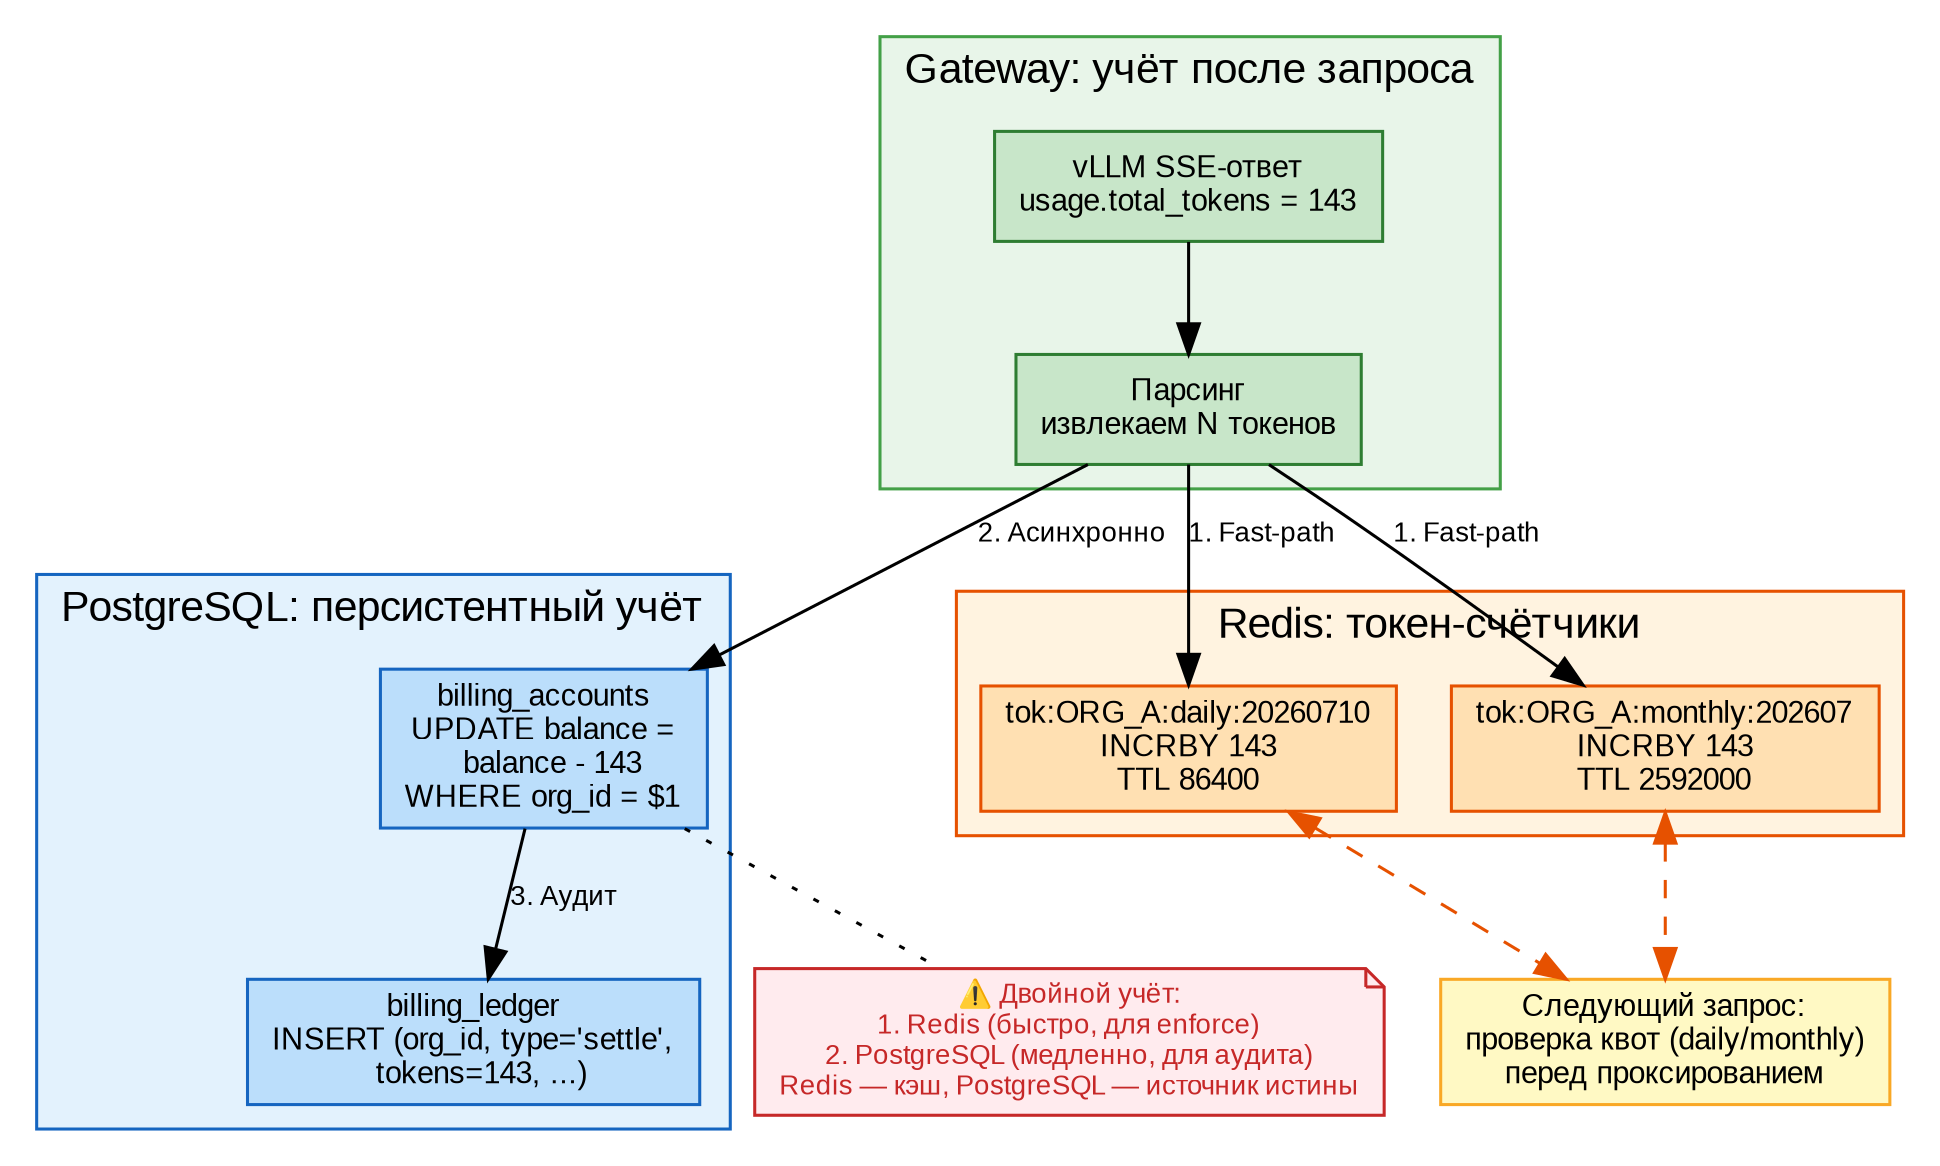 Gateway: учёт после запроса
vLLM SSE-ответ
usage.total_tokens = 143
Парсинг
извлекаем N токенов
2. Асинхронно
1. Fast-path
1. Fast-path
PostgreSQL: персистентный учёт
billing_accounts
UPDATE balance =
balance - 143
WHERE org_id = $1
3. Аудит
billing_ledger
INSERT (org_id, type='settle',
tokens=143, ...)
Redis: токен-счётчики
tok:ORG_A:daily:20260710
INCRBY 143
TTL 86400
tok:ORG_A:monthly:202607
INCRBY 143
TTL 2592000
⚠️ Двойной учёт:
1. Redis (быстро, для enforce)
2. PostgreSQL (медленно, для аудита)
Redis — кэш, PostgreSQL — источник истины
Следующий запрос:
проверка квот (daily/monthly)
перед проксированием